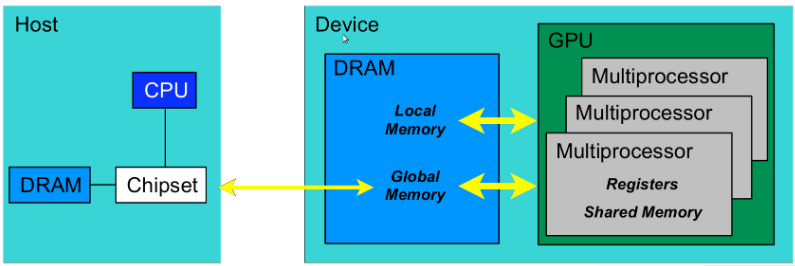 Host
CPU
DRAM
Chipset
Device
DRAM
Local
Memory
Global
Memory
GPU
Multiprocessor
Multiprocessor
Multiprocessor
Registers
Shared Memory